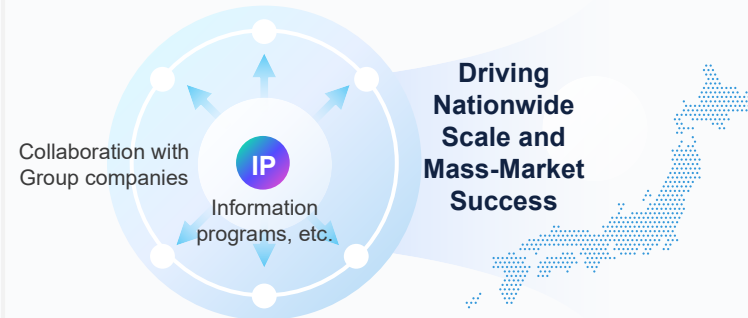 Collaboration with
Group companies
IP
Information
programs, etc.
Driving
Nationwide
Scale and
Mass-Market
Success